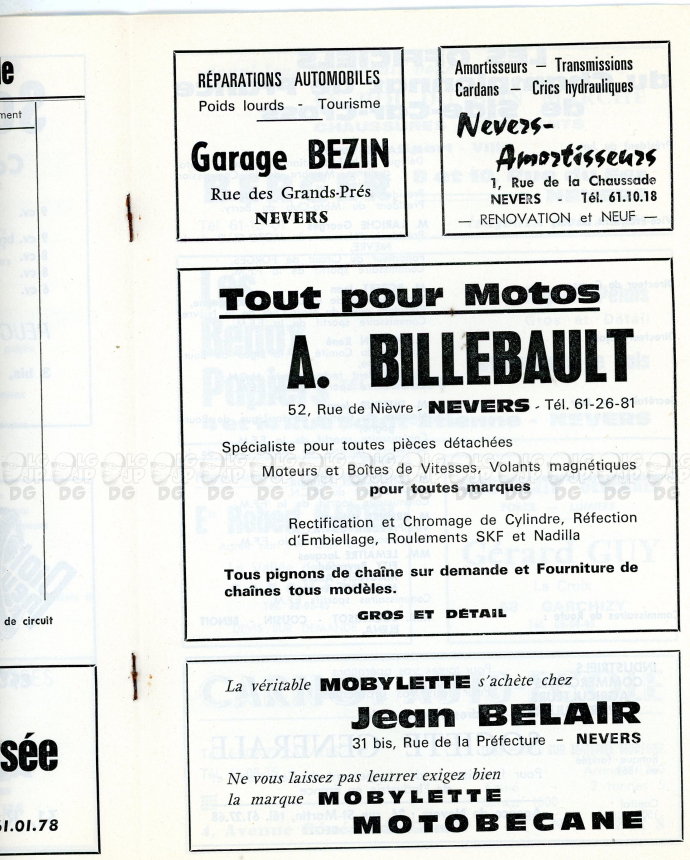 de circuit
sée
61.01.78
RÉPARATIONS AUTOMOBILES
Poids lourds - Tourisme
Garage BEZIN
Rue des Grands-Prés
NEVERS
Amortisseurs — Transmissions
Cardans — Crics hydrauliques
Nevers-
Amortisseurs
1, Rue de la Chaussade
NEVERS - Tél. 61.10.18
— RENOVATION et NEUF —
Tout pour Motos
A. BILLEBAULT
52, Rue de Nièvre - NEVERS - Tél. 61-26-81
Spécialiste pour toutes pièces détachées
Moteurs et Boîtes de Vitesses, Volants magnétiques
pour toutes marques
Rectification et Chromage de Cylindre, Réfection
d'Embiellage, Roulements SKF et Nadilla
Tous pignons de chaîne sur demande et Fourniture de
chaînes tous modèles.
GROS ET DÉTAIL
La véritable MOBYLETTE s'achète chez
Jean BELAIR
31 bis, Rue de la Préfecture - NEVERS
Ne vous laissez pas leurrer exigez bien
la marque MOBYLETTE
MOTOBECANE